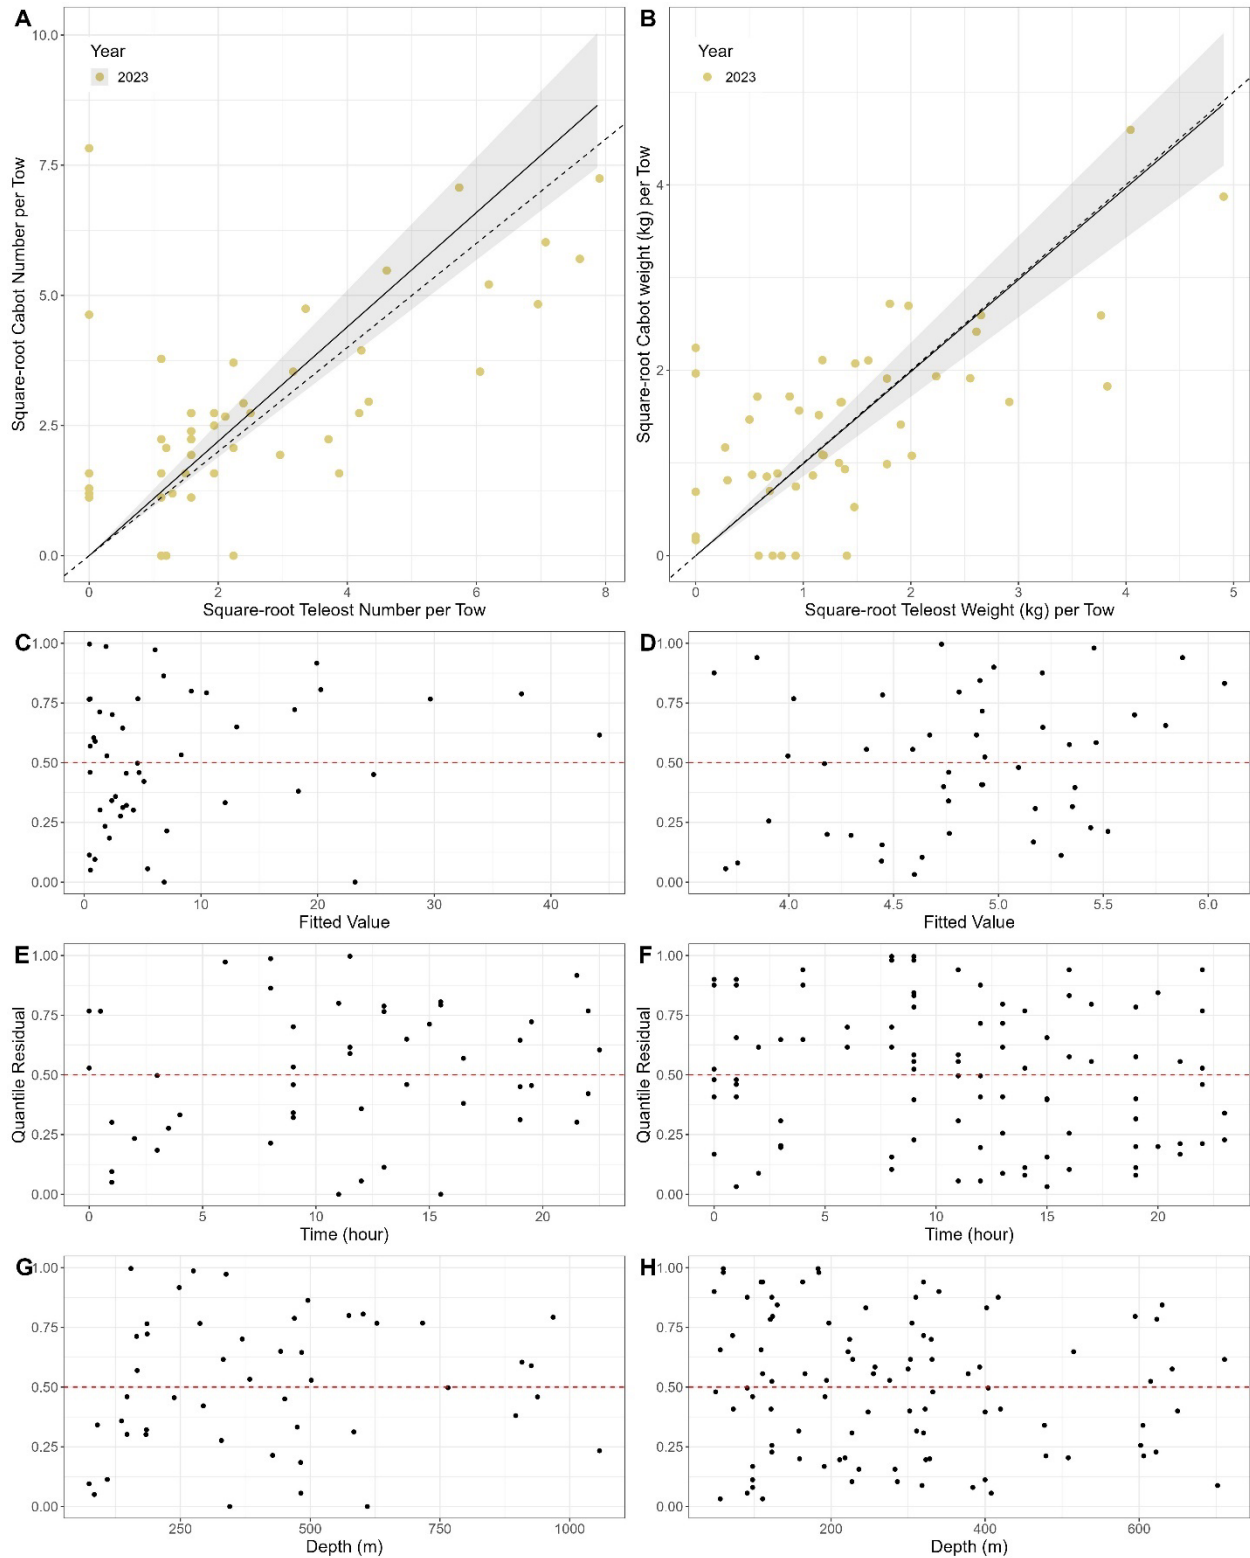 A
Year
2023
10.0
7.5
5.0
2.5
0.0
Square-root Cabot Number per Tow
0 2 4 6 8
Square-root Teleost Number per Tow
B
Year
2023
4
2
0
Square-root Cabot weight (kg) per Tow
0 1 2 3 4 5
Square-root Teleost Weight (kg) per Tow
C
1.00
0.75
0.50
0.25
0.00
0 10 20 30 40
Fitted Value
D
1.00
0.75
0.50
0.25
0.00
4.0 4.5 5.0 5.5 6.0
Fitted Value
E
1.00
0.75
0.50
0.25
0.00
Quantile Residual
0 5 10 15 20
Time (hour)
F
1.00
0.75
0.50
0.25
0.00
Quantile Residual
0 5 10 15 20
Time (hour)
G
1.00
0.75
0.50
0.25
0.00
250 500 750 1000
Depth (m)
H
1.00
0.75
0.50
0.25
0.00
200 400 600
Depth (m)